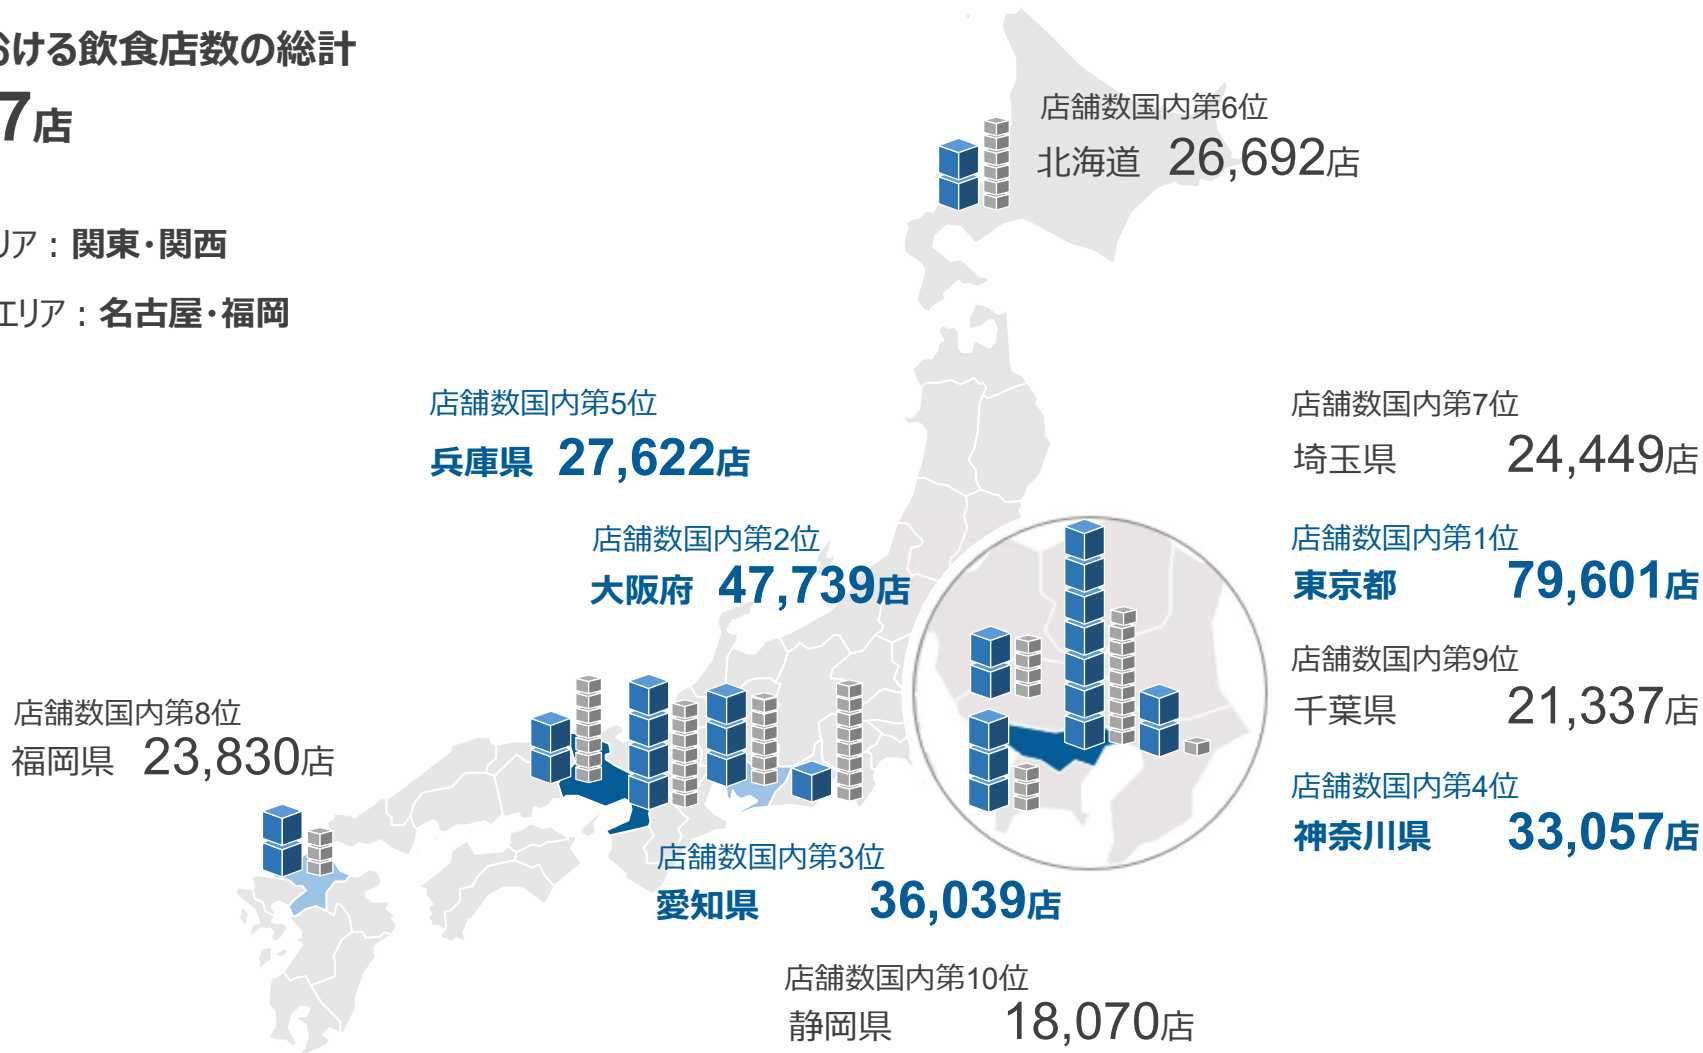 おける飲食店数の総計
7店
リア：関東・関西
エリア：名古屋・福岡
店舗数国内第6位
北海道 26,692店
店舗数国内第5位
兵庫県 27,622店
店舗数国内第7位
埼玉県 24,449店
店舗数国内第2位
大阪府 47,739店
店舗数国内第1位
東京都 79,601店
店舗数国内第9位
千葉県 21,337店
店舗数国内第8位
福岡県 23,830店
店舗数国内第4位
神奈川県 33,057店
店舗数国内第3位
愛知県 36,039店
店舗数国内第10位
静岡県 18,070店